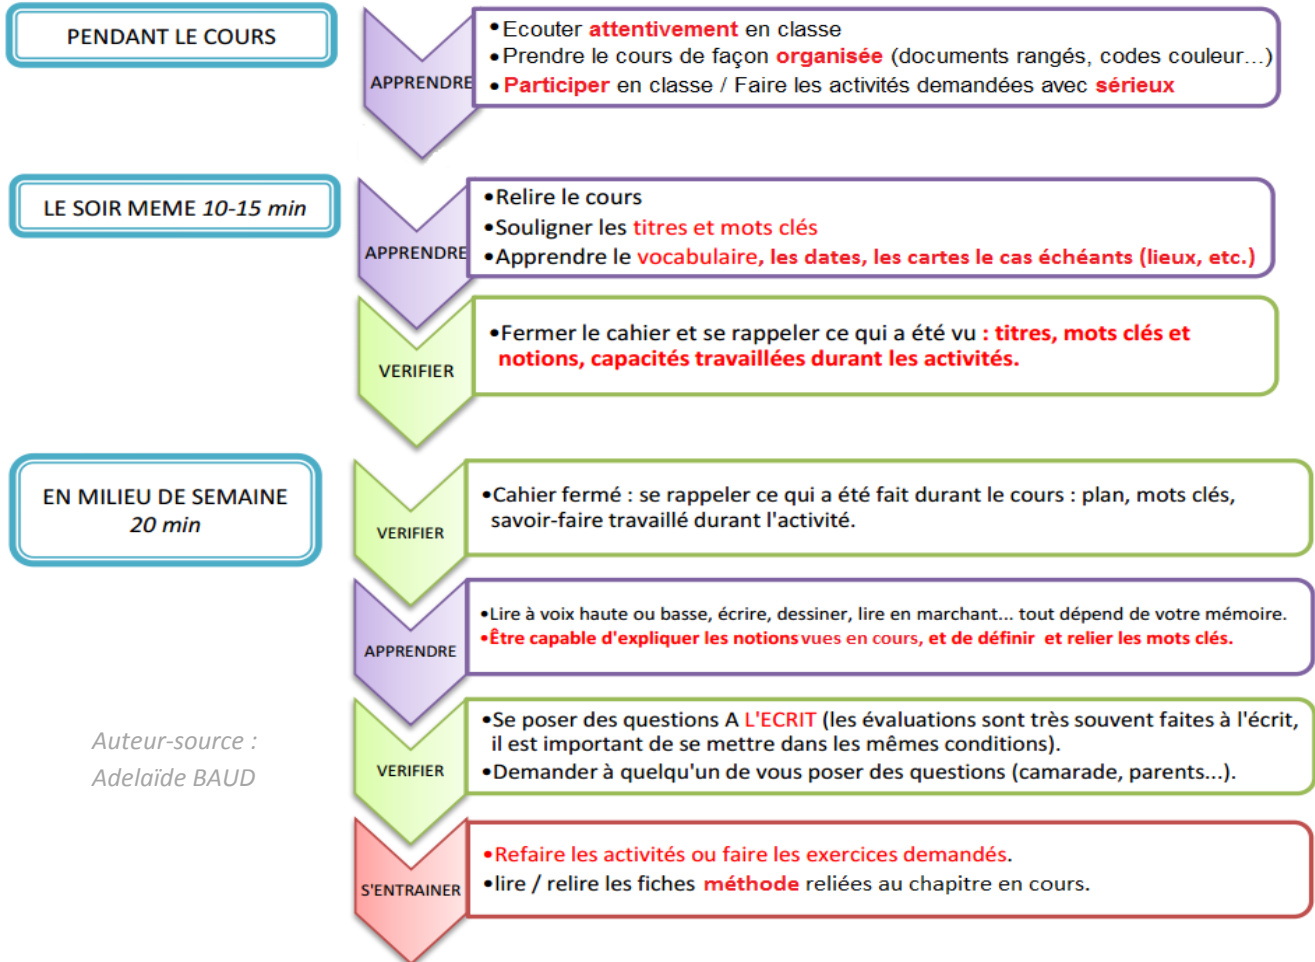 PENDANT LE COURS
APPRENDRE
•Ecouter attentivement en classe
•Prendre le cours de façon organisée (documents rangés, codes couleur...)
•Participer en classe / Faire les activités demandées avec sérieux
LE SOIR MEME 10-15 min
APPRENDRE
•Relire le cours
•Souligner les titres et mots clés
•Apprendre le vocabulaire, les dates, les cartes le cas échéants (lieux, etc.)
VERIFIER
•Fermer le cahier et se rappeler ce qui a été vu : titres, mots clés et
notions, capacités travaillées durant les activités.
EN MILIEU DE SEMAINE
20 min
VERIFIER
•Cahier fermé : se rappeler ce qui a été fait durant le cours : plan, mots clés,
savoir-faire travaillé durant l'activité.
APPRENDRE
•Lire à voix haute ou basse, écrire, dessiner, lire en marchant... tout dépend de votre mémoire.
•Être capable d'expliquer les notions vues en cours, et de définir et relier les mots clés.
Auteur-source :
Adelaïde BAUD
VERIFIER
•Se poser des questions A L'ECRIT (les évaluations sont très souvent faites à l'écrit,
il est important de se mettre dans les mêmes conditions).
•Demander à quelqu'un de vous poser des questions (camarade, parents...).
S'ENTRAINER
•Refaire les activités ou faire les exercices demandés.
•lire / relire les fiches méthode reliées au chapitre en cours.